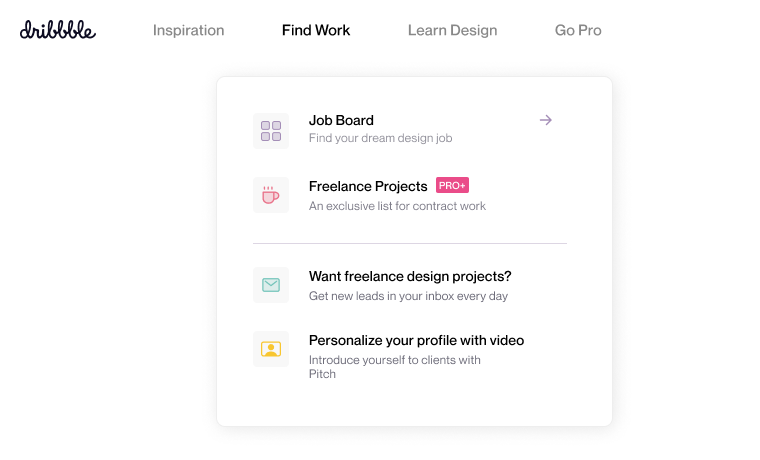 dribbble Inspiration Find Work Learn Design Go Pro
Job Board
Find your dream design job
Freelance Projects PRO+
An exclusive list for contract work
Want freelance design projects?
Get new leads in your inbox every day
Personalize your profile with video
Introduce yourself to clients with
Pitch